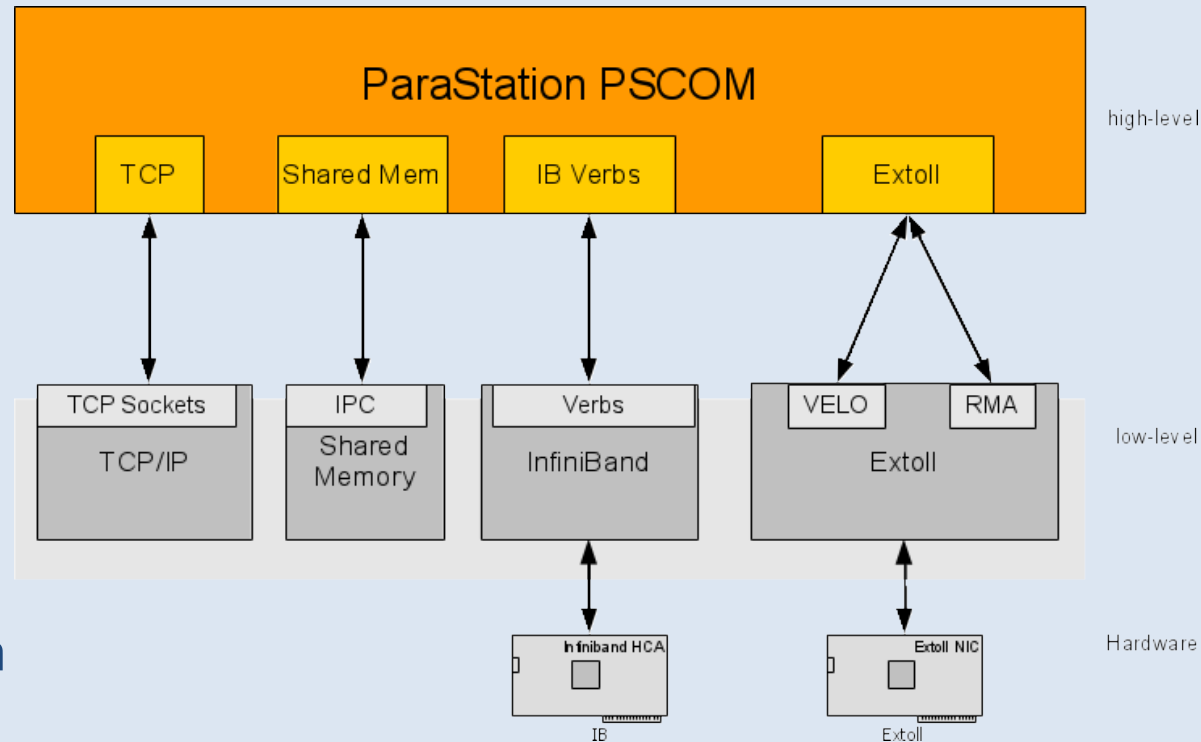 ParaStation PSCOM
high-level
TCP
Shared Mem
IB Verbs
Extoll
TCP Sockets
IPC
Verbs
VELO
RMA
TCP/IP
Shared
Memory
InfiniBand
Extoll
low-level
Infiniband HCA
Extoll NIC
Hardware
IB
Extoll